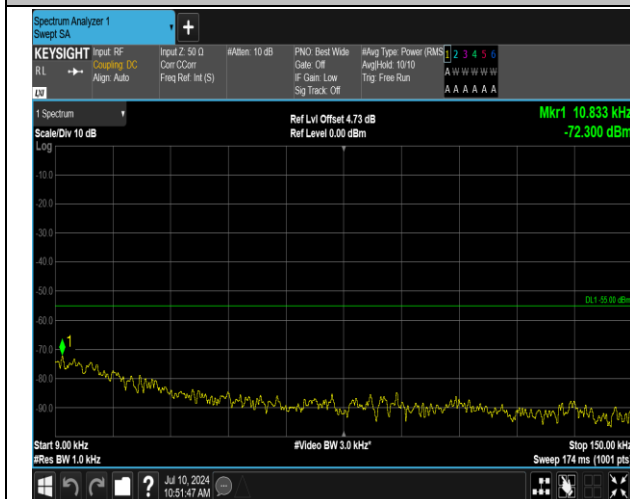 Spectrum Analyzer 1
Swept SA
+
KEYSIGHT
RL
Input: RF
Coupling: DC
Align: Auto
Input Z: 50 Ω
Corr CCorr
Freq Ref: Int (S)
#Atten: 10 dB
PNO: Best Wide
Gate: Off
IF Gain: Low
Sig Track: Off
#Avg Type: Power (RMS
Avg|Hold: 10/10
Trig: Free Run
1 2 3 4 5 6
A W W W W W
A A A A A A
LXI
1 Spectrum
Scale/Div 10 dB
Log
Ref Lvl Offset 4.73 dB
Ref Level 0.00 dBm
Mkr1 10.833 kHz
-72.300 dBm
-10.0
-20.0
-30.0
-40.0
-50.0
DL1 -55.00 dBm
-60.0
-70.0
1
-80.0
-90.0
Start 9.00 kHz
#Res BW 1.0 kHz
#Video BW 3.0 kHz*
Stop 150.00 kHz
Sweep 174 ms (1001 pts)
?
Jul 10, 2024
10:51:47 AM